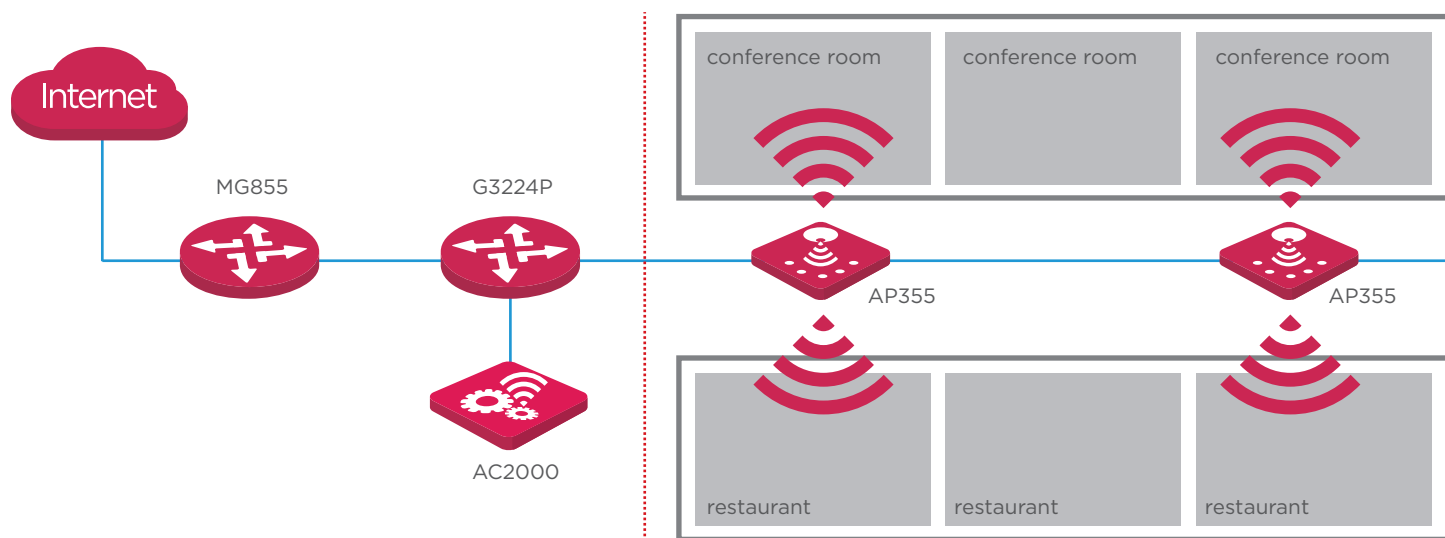 Internet
MG855
G3224P
AC2000
conference room
conference room
conference room
AP355
AP355
restaurant
restaurant
restaurant